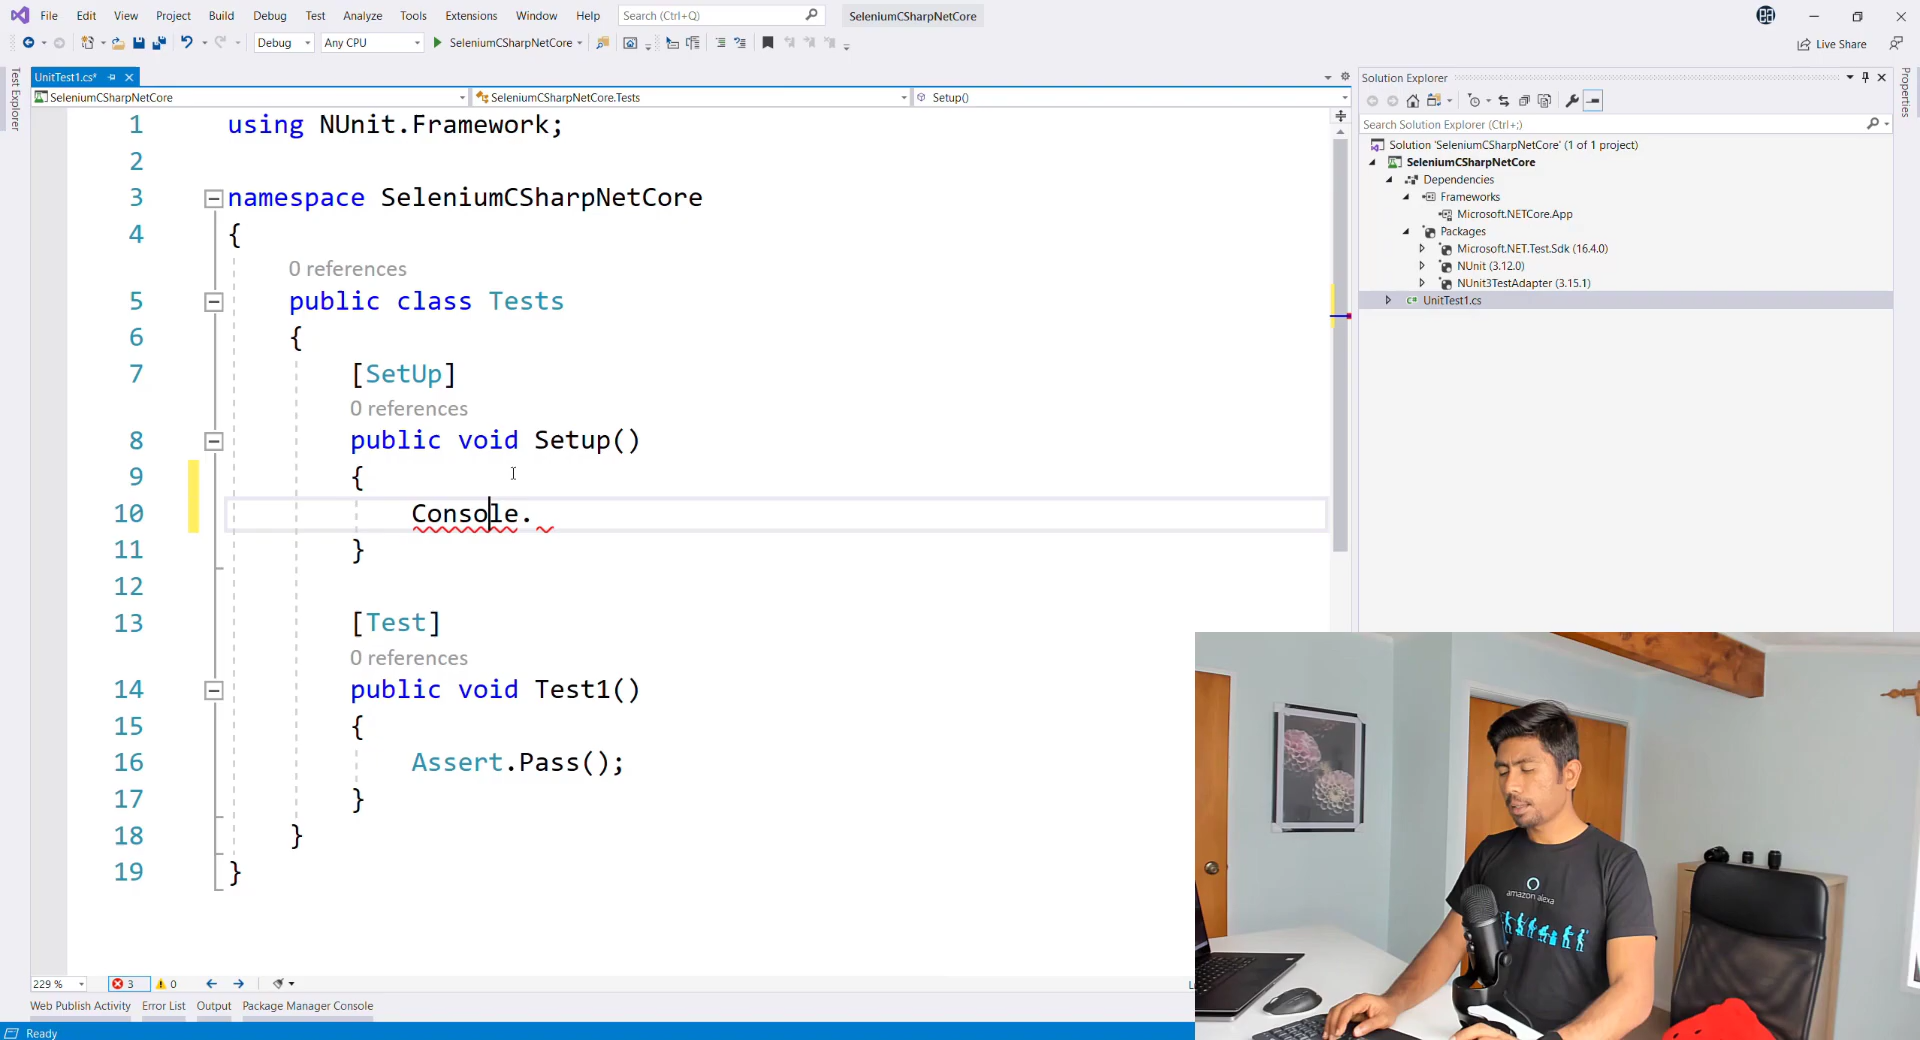 File Edit View Project Build Debug Test Analyze Tools Extensions Window Help Search (Ctrl+Q) SeleniumCSharpNetCore
Debug Any CPU SeleniumCSharpNetCore Live Share
Test Explorer
UnitTest1.cs*
SeleniumCSharpNetCore SeleniumCSharpNetCore.Tests Setup()
1 using NUnit.Framework;
2
3 namespace SeleniumCSharpNetCore
4 {
0 references
5 public class Tests
6 {
7 [SetUp]
0 references
8 public void Setup()
9 {
10 Console.
11 }
12
13 [Test]
0 references
14 public void Test1()
15 {
16 Assert.Pass();
17 }
18 }
19 }
229 % 3 0
Web Publish Activity Error List Output Package Manager Console
Ready
Solution Explorer
Search Solution Explorer (Ctrl+;)
Solution 'SeleniumCSharpNetCore' (1 of 1 project)
SeleniumCSharpNetCore
Dependencies
Frameworks
Microsoft.NETCore.App
Packages
Microsoft.NET.Test.Sdk (16.4.0)
NUnit (3.12.0)
NUnit3TestAdapter (3.15.1)
UnitTest1.cs
Properties
amazon alexa